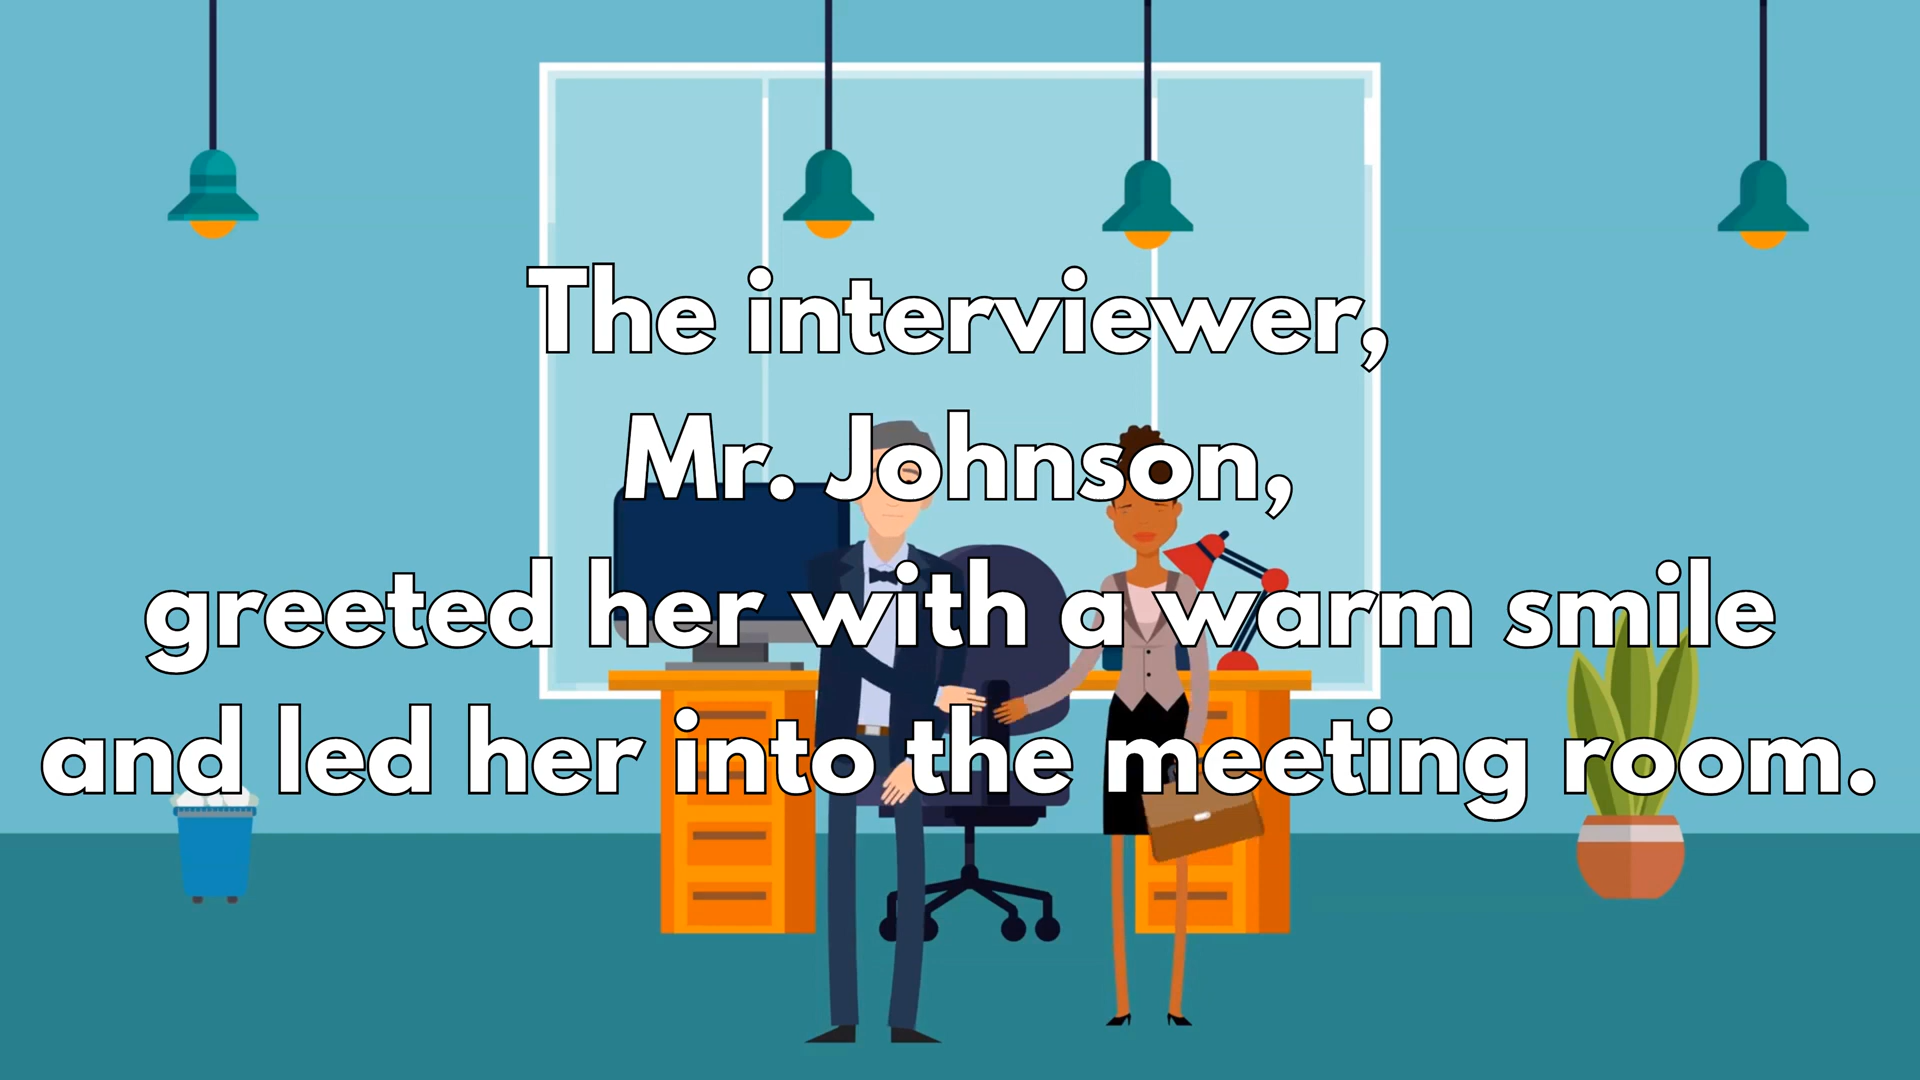 The interviewer,
Mr. Johnson,
greeted her with a warm smile
and led her into the meeting room.